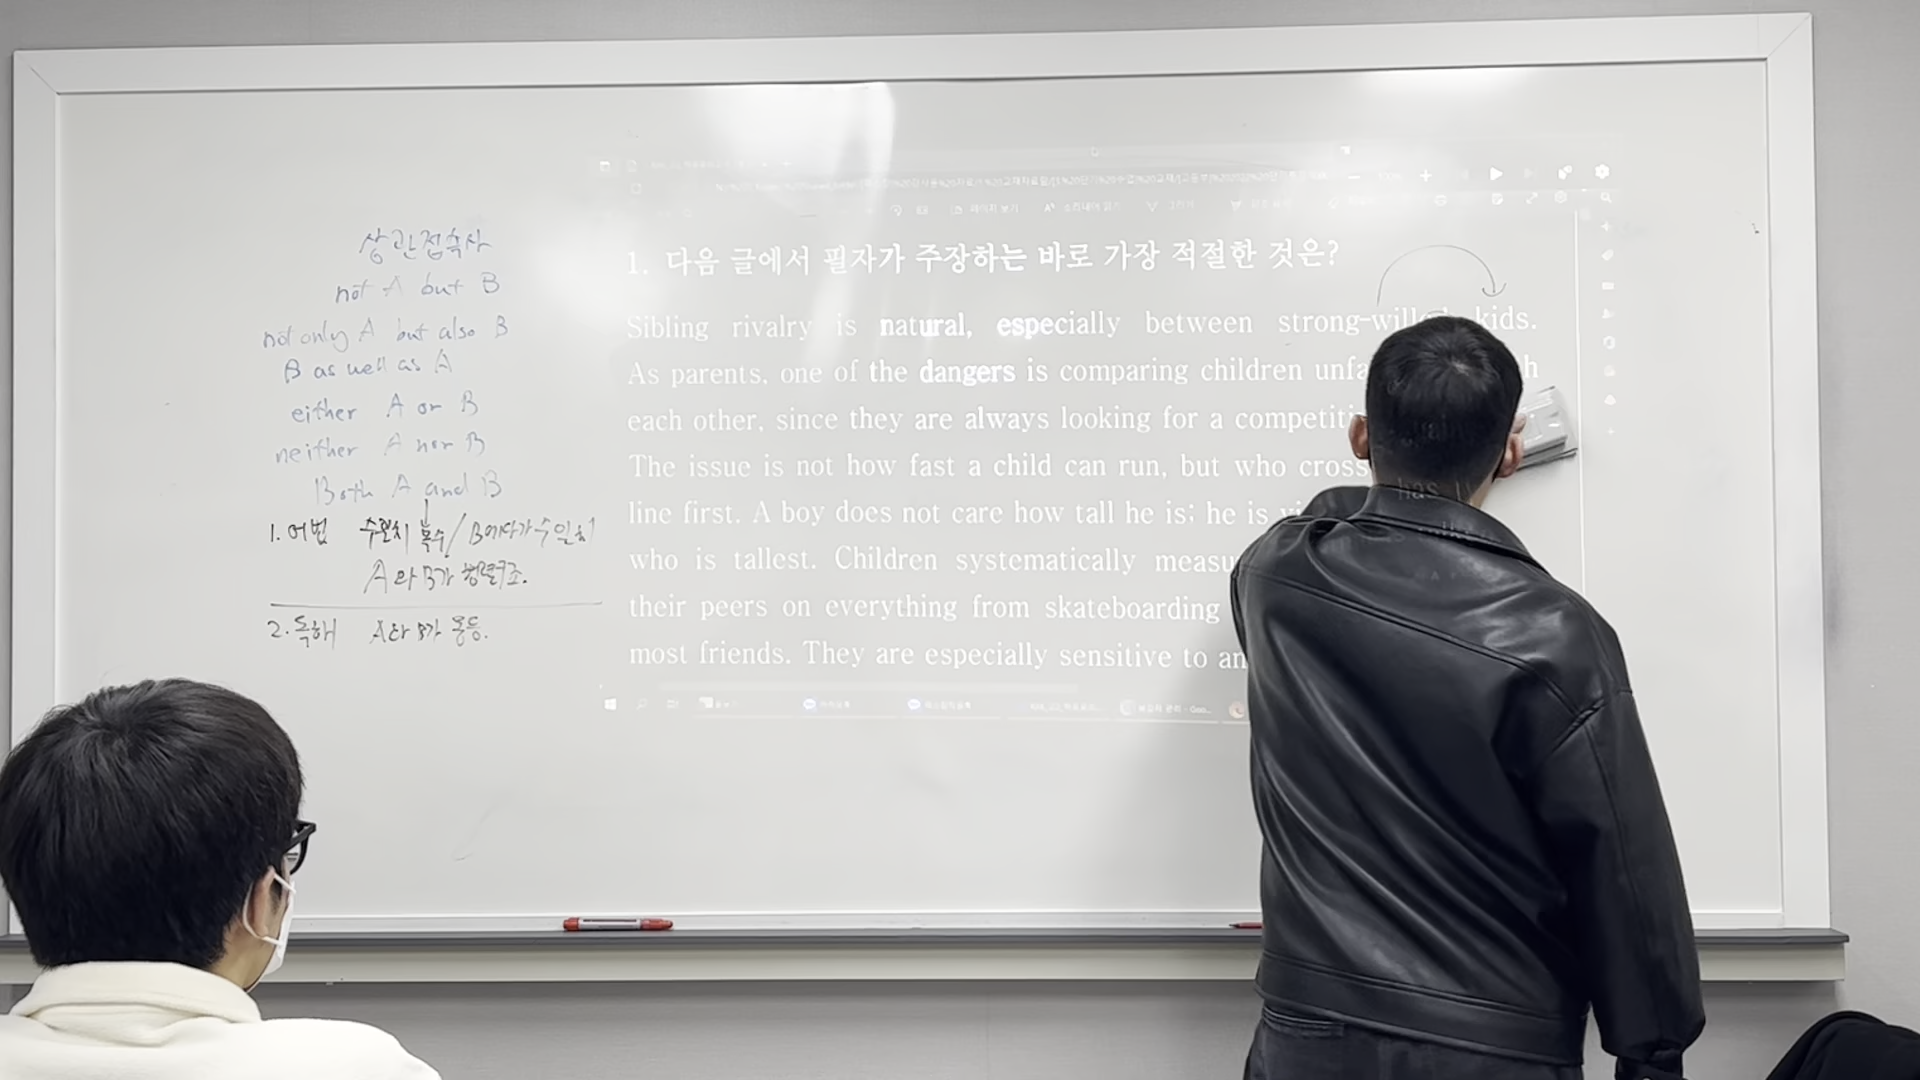 상관접속사
not A but B
not only A but also B
B as well as A
either A or B
neither A nor B
Both A and B
1. 어법 수일치 복수/ B에다가 수일치
A와 B가 병렬구조.
2. 독해 A와 B가 동등.
1. 다음 글에서 필자가 주장하는 바로 가장 적절한 것은?
Sibling rivalry is natural, especially between strong-willed kids.
As parents, one of the dangers is comparing children unfa
each other, since they are always looking for a competiti
The issue is not how fast a child can run, but who cross
line first. A boy does not care how tall he is; he is vi
who is tallest. Children systematically measu
their peers on everything from skateboarding
most friends. They are especially sensitive to an